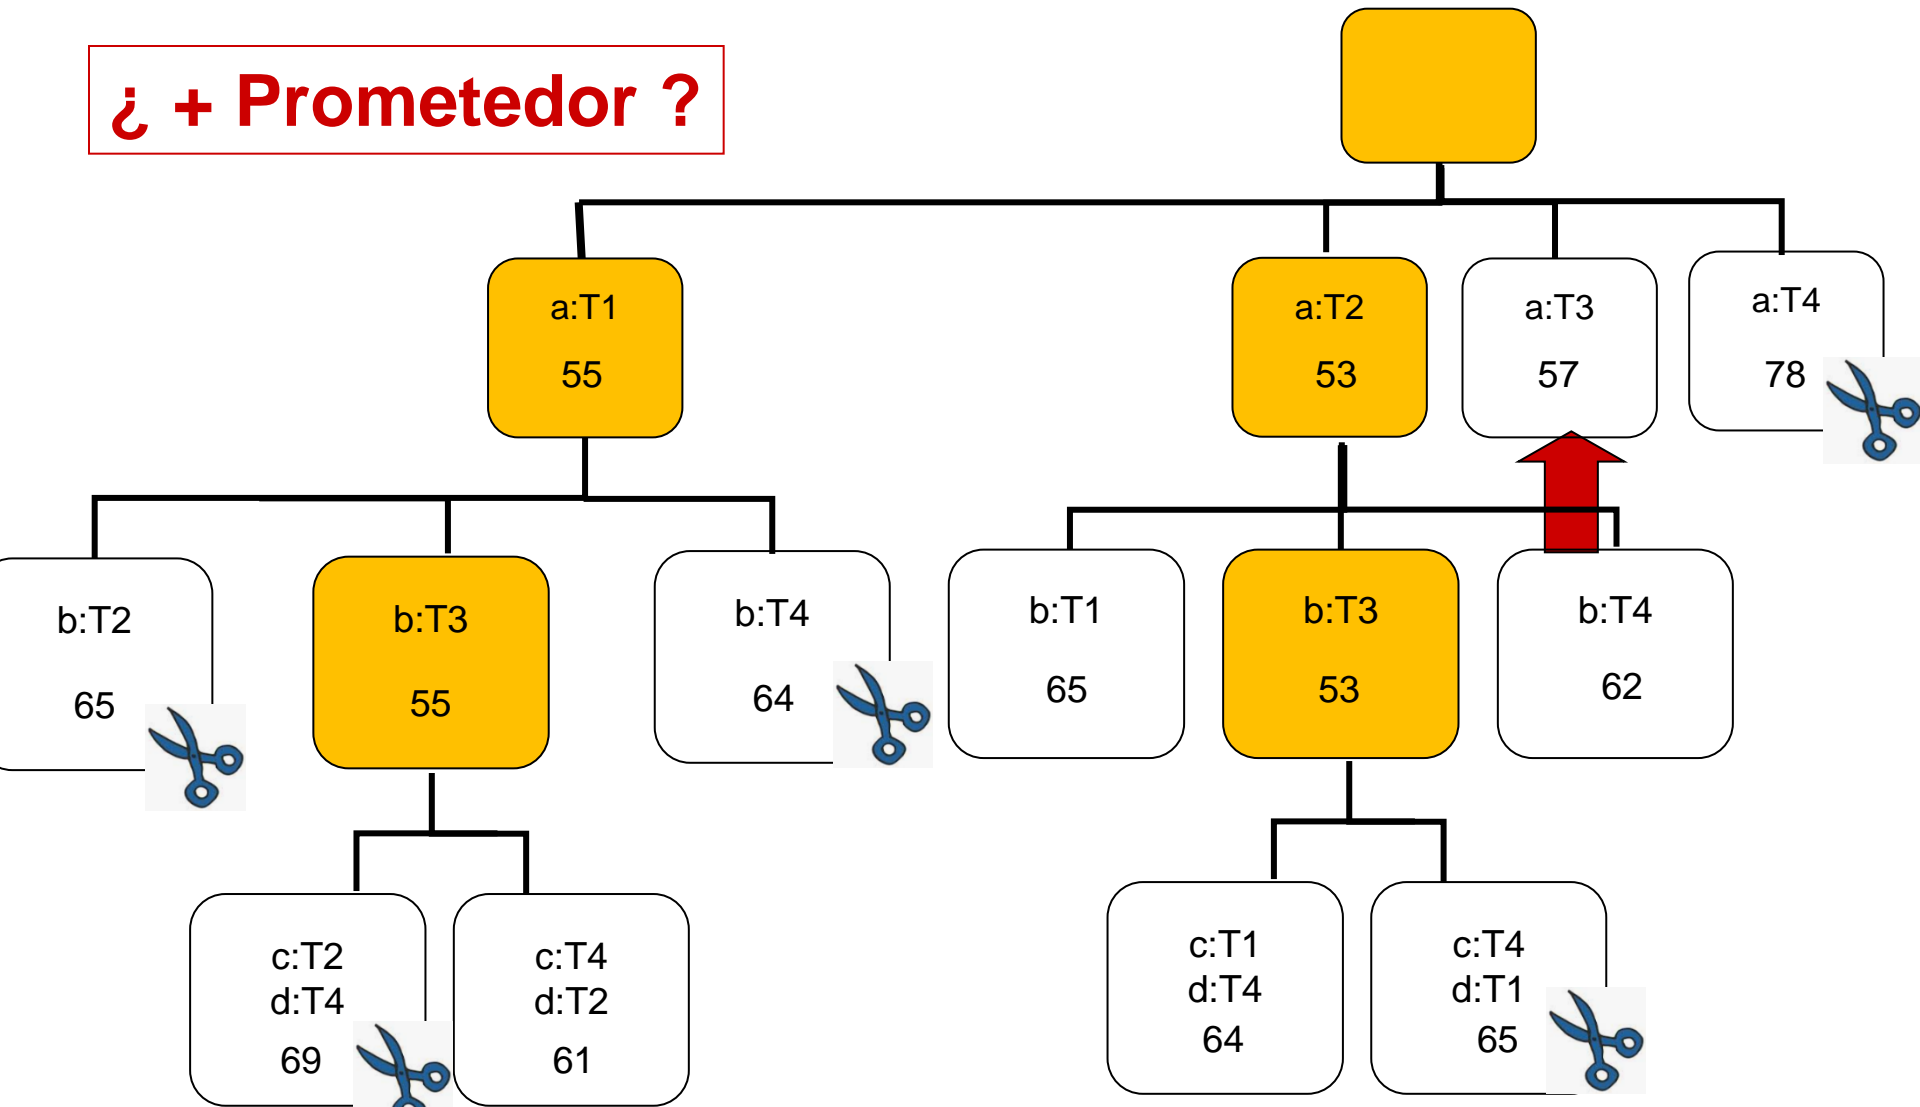 ¿ + Prometedor ?
a:T1
55
a:T2
53
a:T3
57
a:T4
78
b:T2
65
b:T3
55
b:T4
64
b:T1
65
b:T3
53
b:T4
62
c:T2
d:T4
69
c:T4
d:T2
61
c:T1
d:T4
64
c:T4
d:T1
65